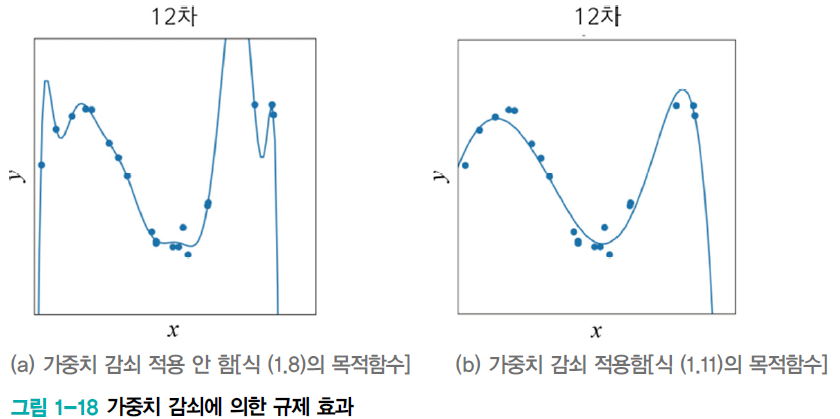 12차
12차
y
y
x
x
(a) 가중치 감쇠 적용 안 함[식 (1.8)의 목적함수]
(b) 가중치 감쇠 적용함[식 (1.11)의 목적함수]
그림 1-18 가중치 감쇠에 의한 규제 효과